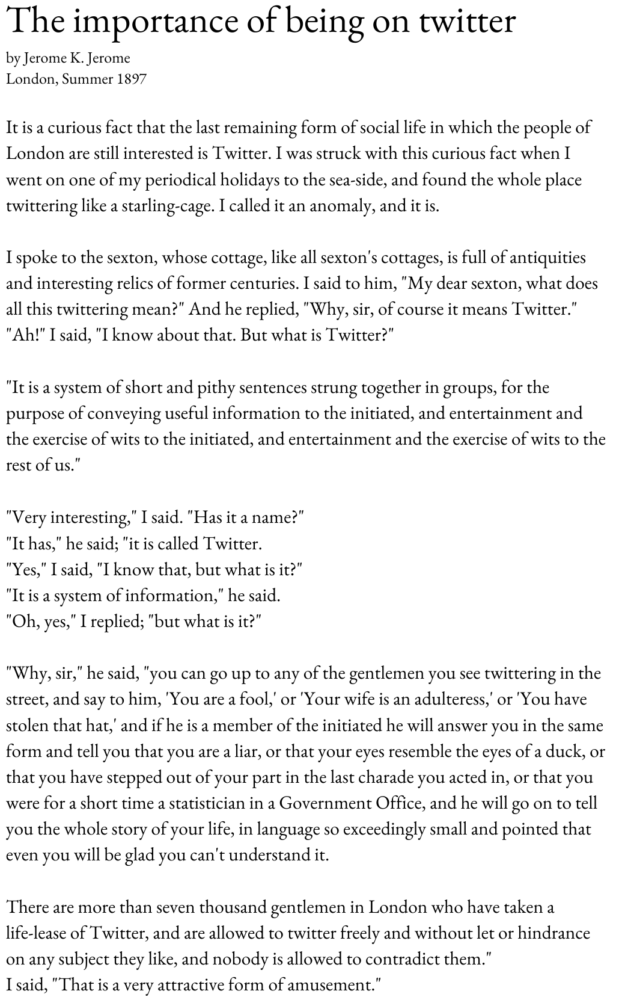 The importance of being on twitter
by Jerome K. Jerome
London, Summer 1897
It is a curious fact that the last remaining form of social life in which the people of
London are still interested is Twitter. I was struck with this curious fact when I
went on one of my periodical holidays to the sea-side, and found the whole place
twittering like a starling-cage. I called it an anomaly, and it is.
I spoke to the sexton, whose cottage, like all sexton's cottages, is full of antiquities
and interesting relics of former centuries. I said to him, "My dear sexton, what does
all this twittering mean?" And he replied, "Why, sir, of course it means Twitter."
"Ah!" I said, "I know about that. But what is Twitter?"
"It is a system of short and pithy sentences strung together in groups, for the
purpose of conveying useful information to the initiated, and entertainment and
the exercise of wits to the initiated, and entertainment and the exercise of wits to the
rest of us."
"Very interesting," I said. "Has it a name?"
"It has," he said; "it is called Twitter.
"Yes," I said, "I know that, but what is it?"
"It is a system of information," he said.
"Oh, yes," I replied; "but what is it?"
"Why, sir," he said, "you can go up to any of the gentlemen you see twittering in the
street, and say to him, 'You are a fool,' or 'Your wife is an adulteress,' or 'You have
stolen that hat,' and if he is a member of the initiated he will answer you in the same
form and tell you that you are a liar, or that your eyes resemble the eyes of a duck, or
that you have stepped out of your part in the last charade you acted in, or that you
were for a short time a statistician in a Government Office, and he will go on to tell
you the whole story of your life, in language so exceedingly small and pointed that
even you will be glad you can't understand it.
There are more than seven thousand gentlemen in London who have taken a
life-lease of Twitter, and are allowed to twitter freely and without let or hindrance
on any subject they like, and nobody is allowed to contradict them."
I said, "That is a very attractive form of amusement."